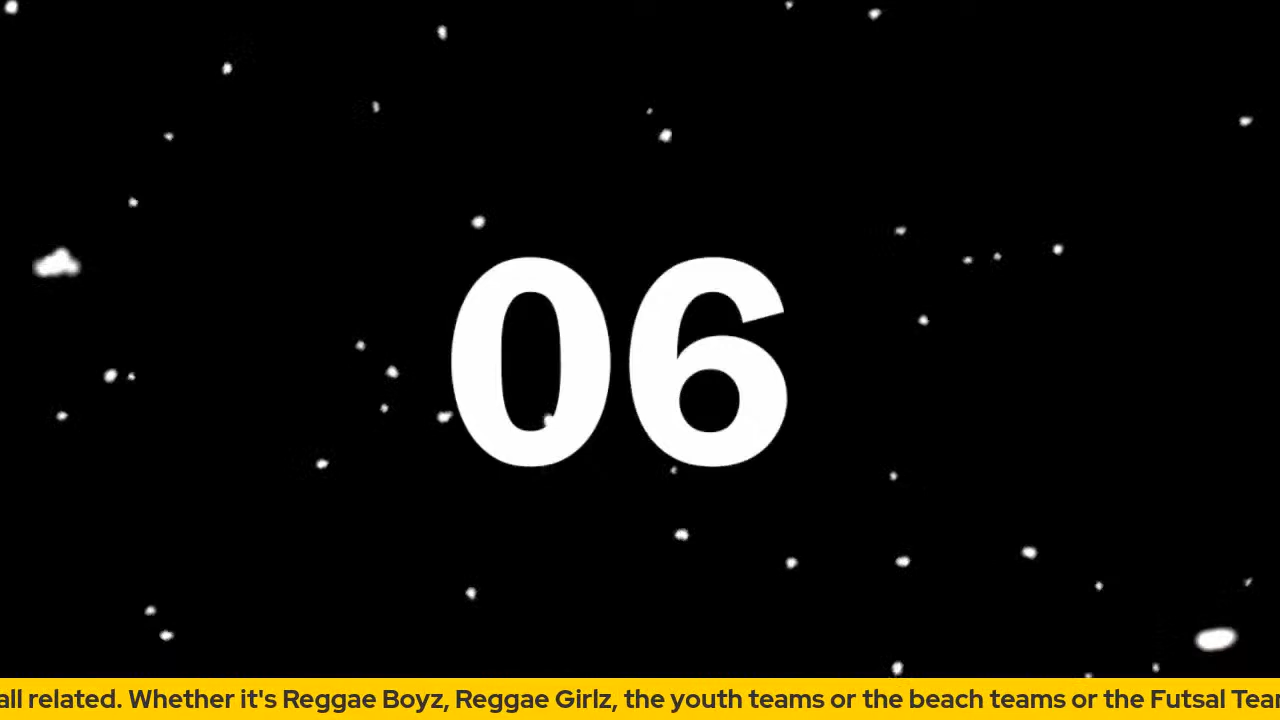 06
all related. Whether it's Reggae Boyz, Reggae Girlz, the youth teams or the beach teams or the Futsal Tear